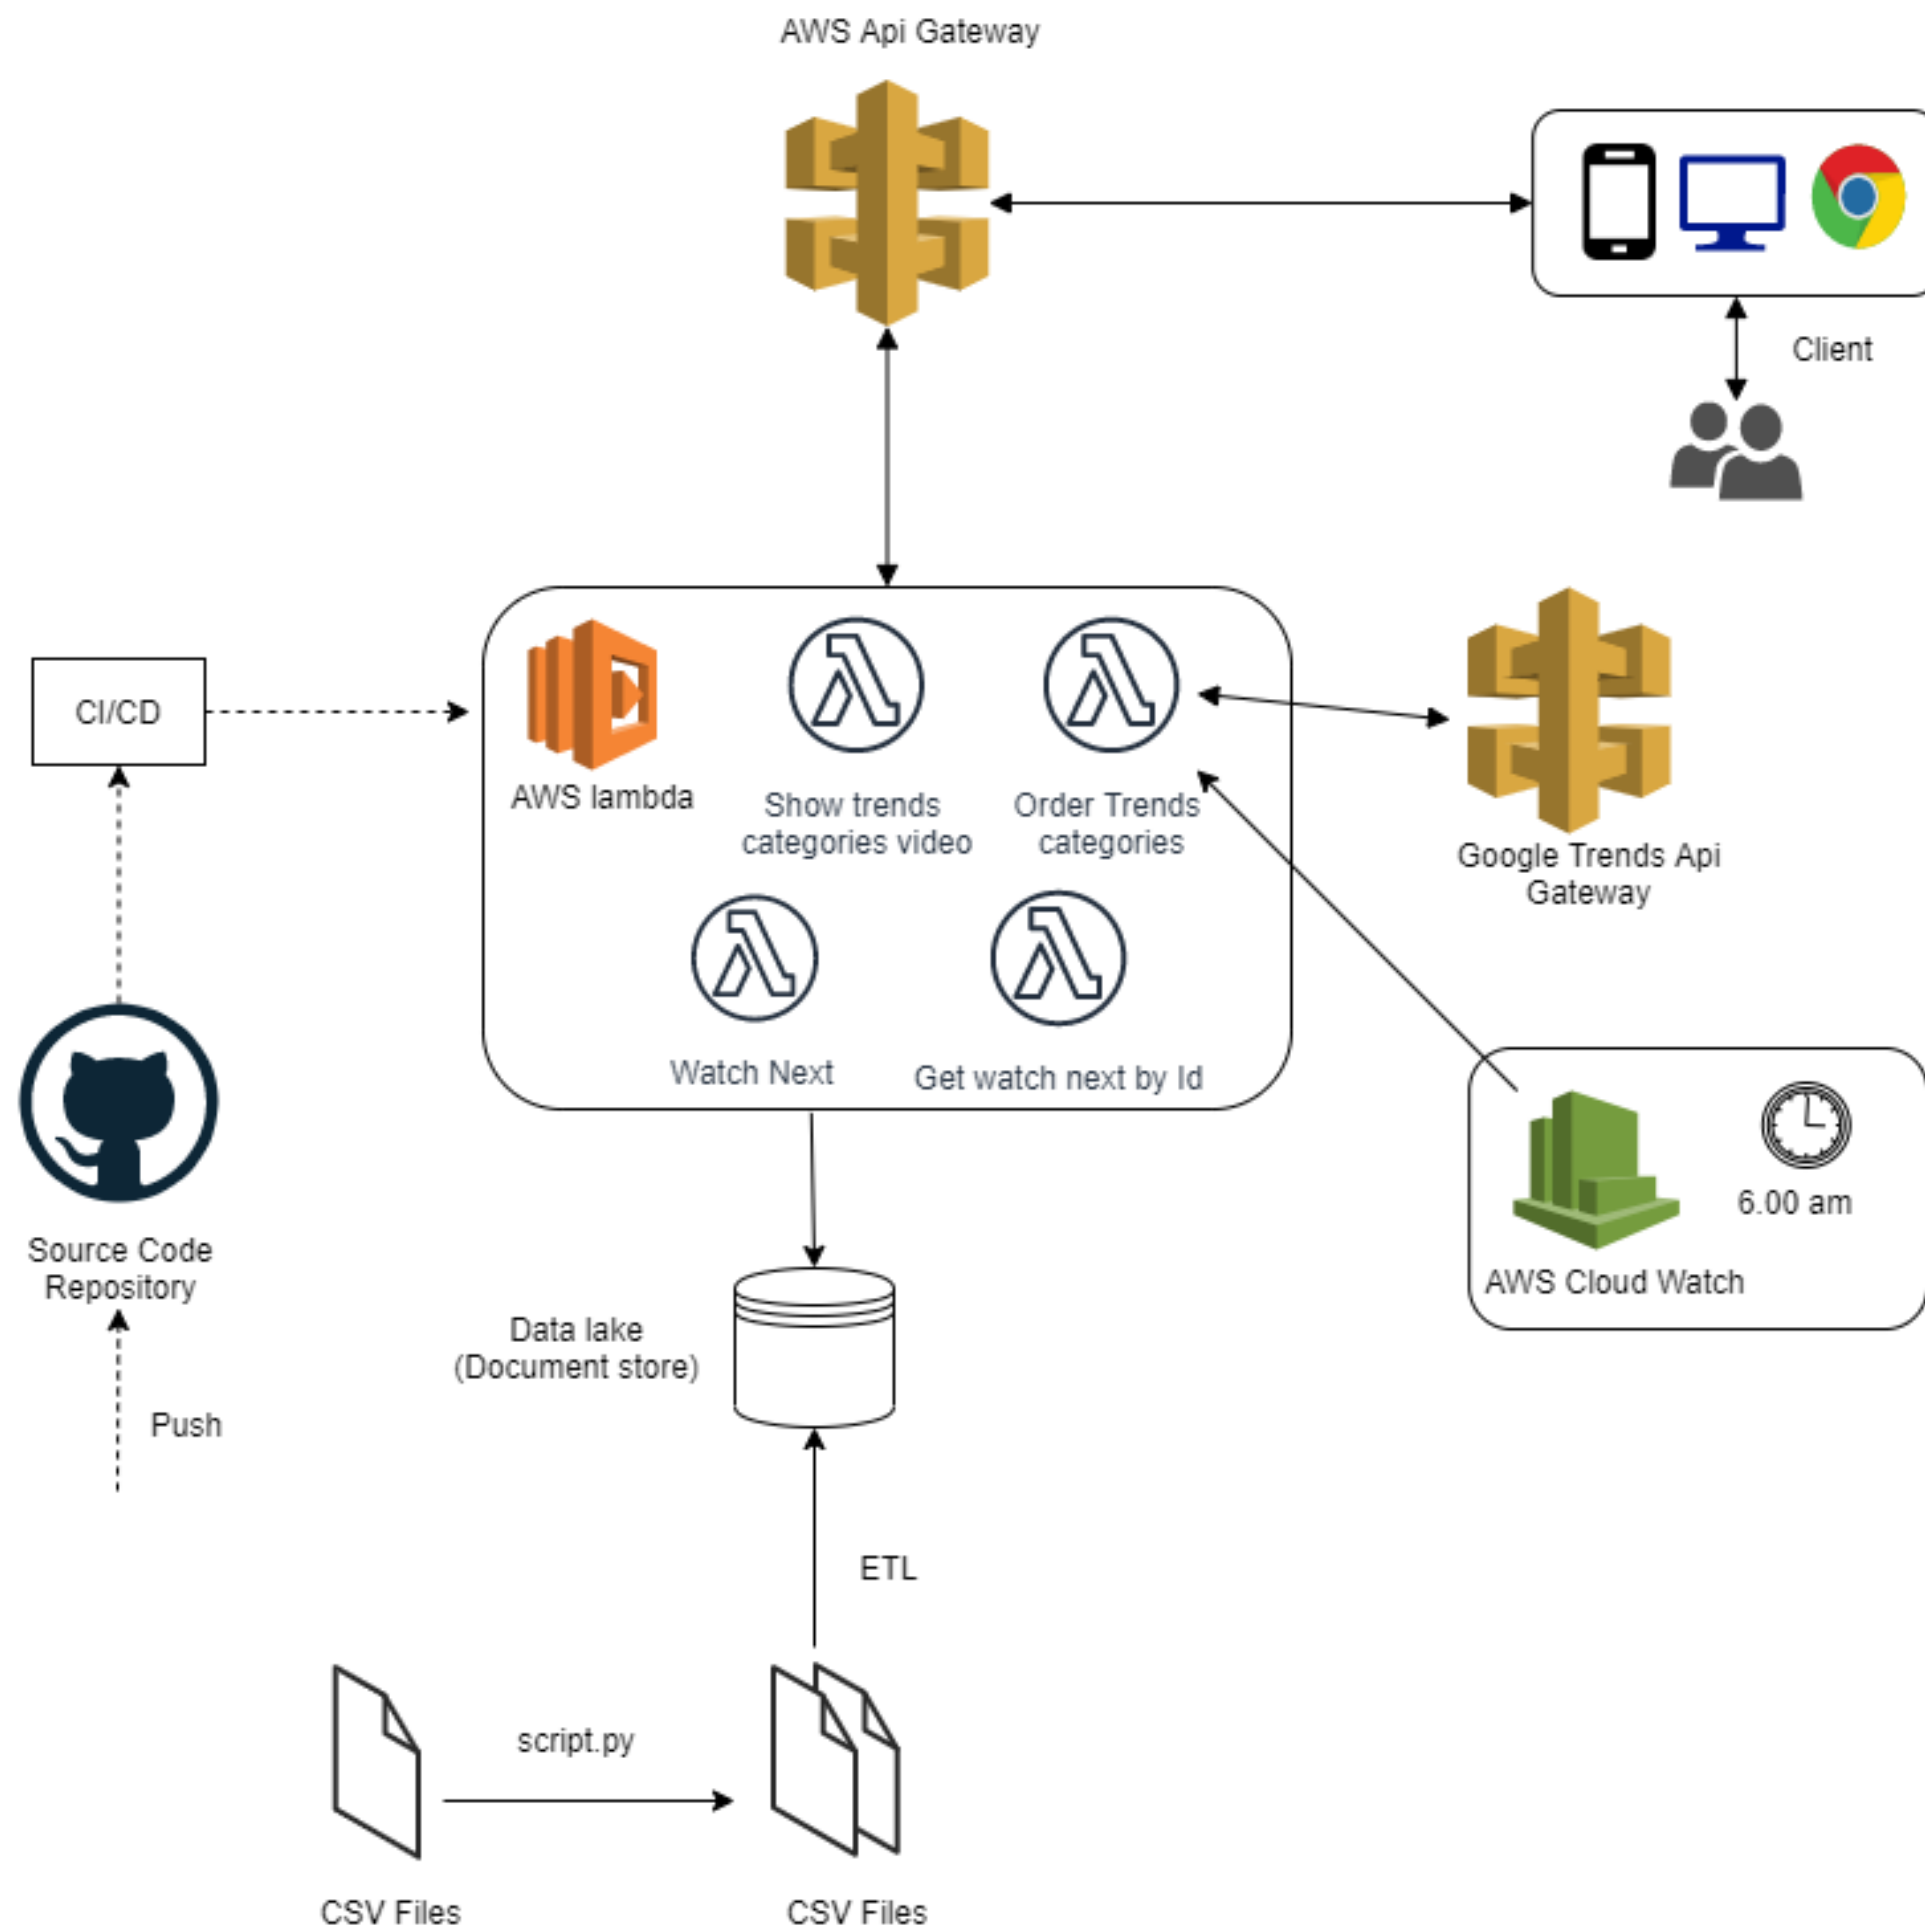 AWS Api Gateway
Client
CI/CD
AWS lambda
Show trends
categories video
Order Trends
categories
Google Trends Api
Gateway
Watch Next
Get watch next by Id
6.00 am
AWS Cloud Watch
Source Code
Repository
Data lake
(Document store)
Push
ETL
script.py
CSV Files
CSV Files